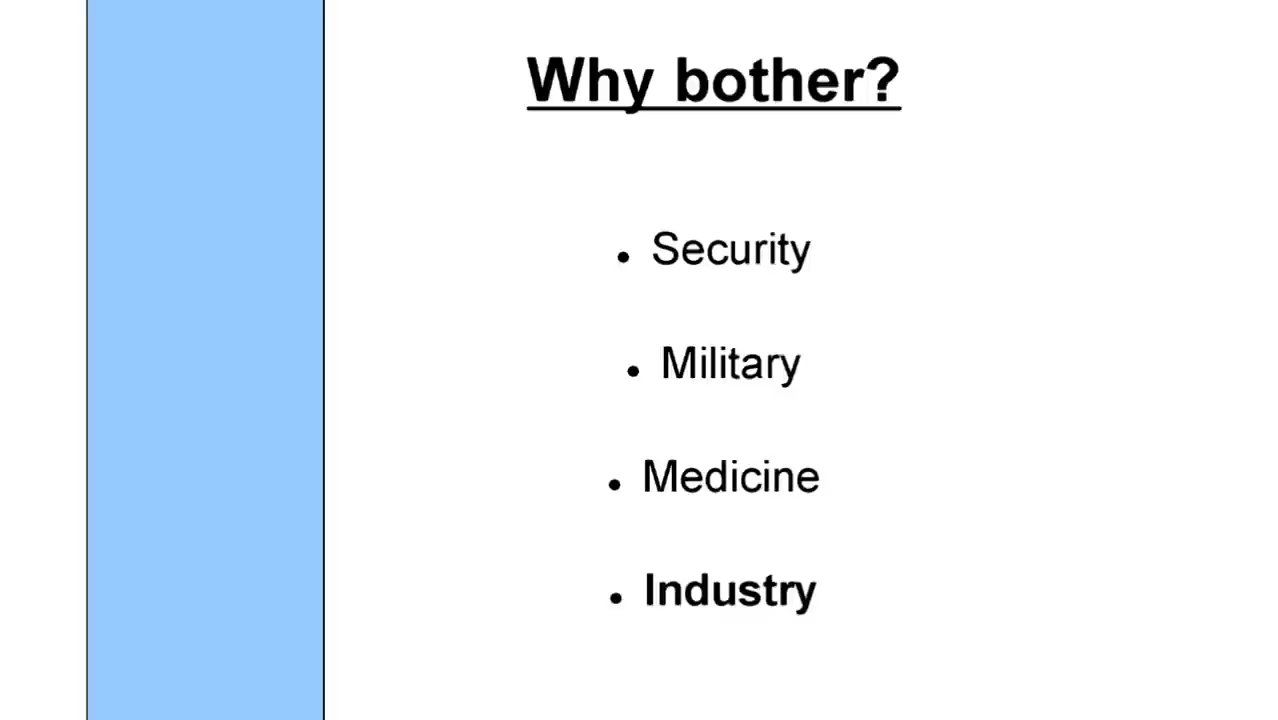 Why bother?
• Security
• Military
• Medicine
• Industry